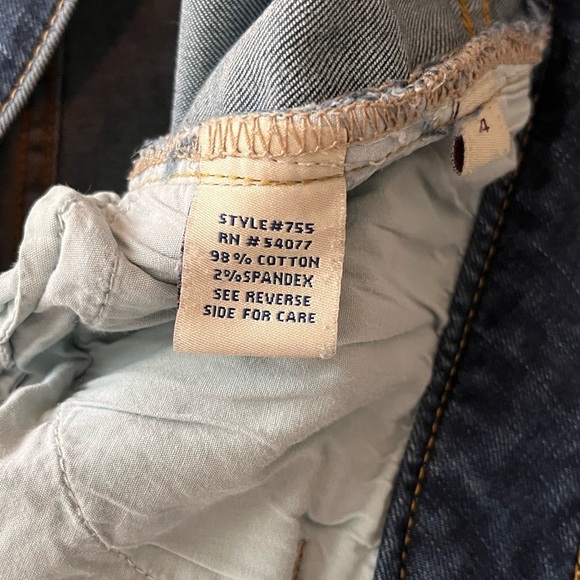 4
STYLE#755
RN # 54077
98% COTTON
2%SPANDEX
SEE REVERSE
SIDE FOR CARE